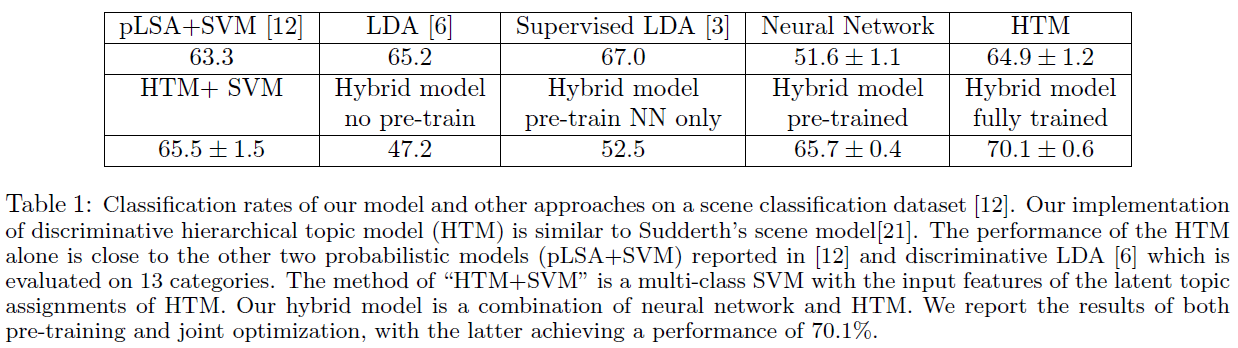 pLSA+SVM [12] LDA [6] Supervised LDA [3] Neural Network HTM
63.3 65.2 67.0 51.6 ± 1.1 64.9 ± 1.2
HTM+ SVM Hybrid model Hybrid model Hybrid model Hybrid model
no pre-train pre-train NN only pre-trained fully trained
65.5 ± 1.5 47.2 52.5 65.7 ± 0.4 70.1 ± 0.6
Table 1: Classification rates of our model and other approaches on a scene classification dataset [12]. Our implementation
of discriminative hierarchical topic model (HTM) is similar to Sudderth's scene model[21]. The performance of the HTM
alone is close to the other two probabilistic models (pLSA+SVM) reported in [12] and discriminative LDA [6] which is
evaluated on 13 categories. The method of “HTM+SVM” is a multi-class SVM with the input features of the latent topic
assignments of HTM. Our hybrid model is a combination of neural network and HTM. We report the results of both
pre-training and joint optimization, with the latter achieving a performance of 70.1%.